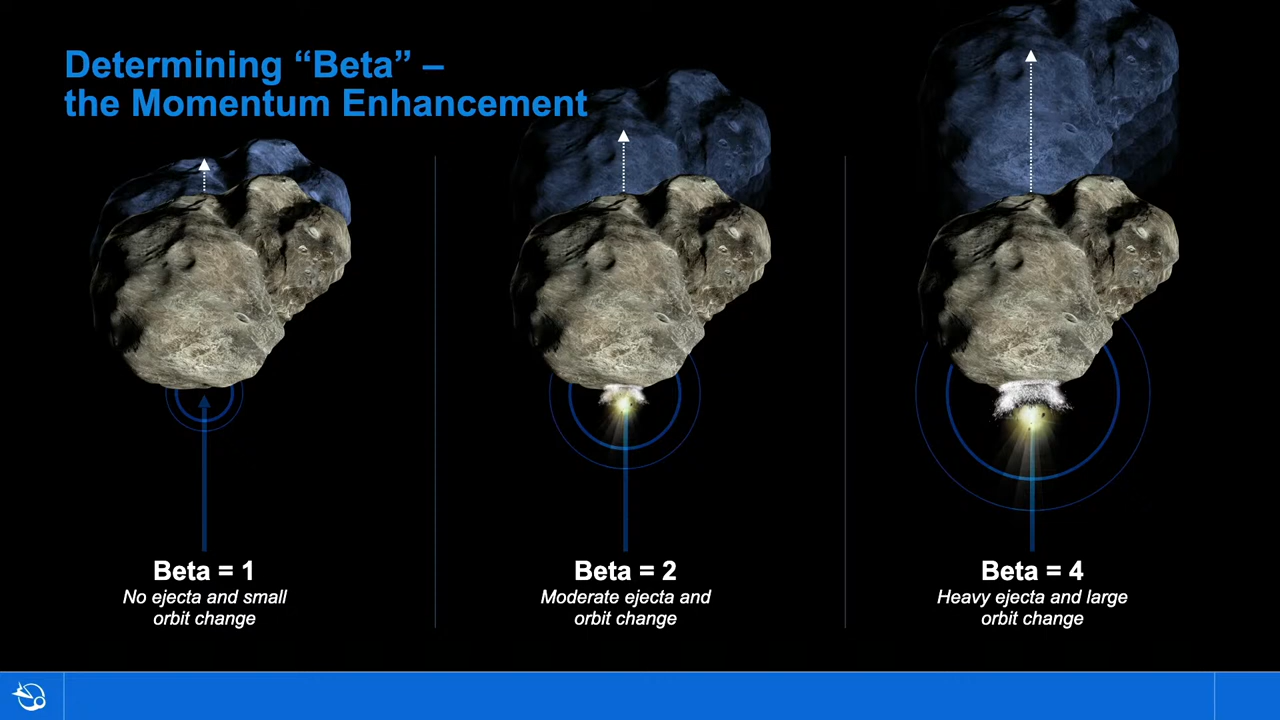 Determining “Beta” –
the Momentum Enhancement
Beta = 1
No ejecta and small
orbit change
Beta = 2
Moderate ejecta and
orbit change
Beta = 4
Heavy ejecta and large
orbit change